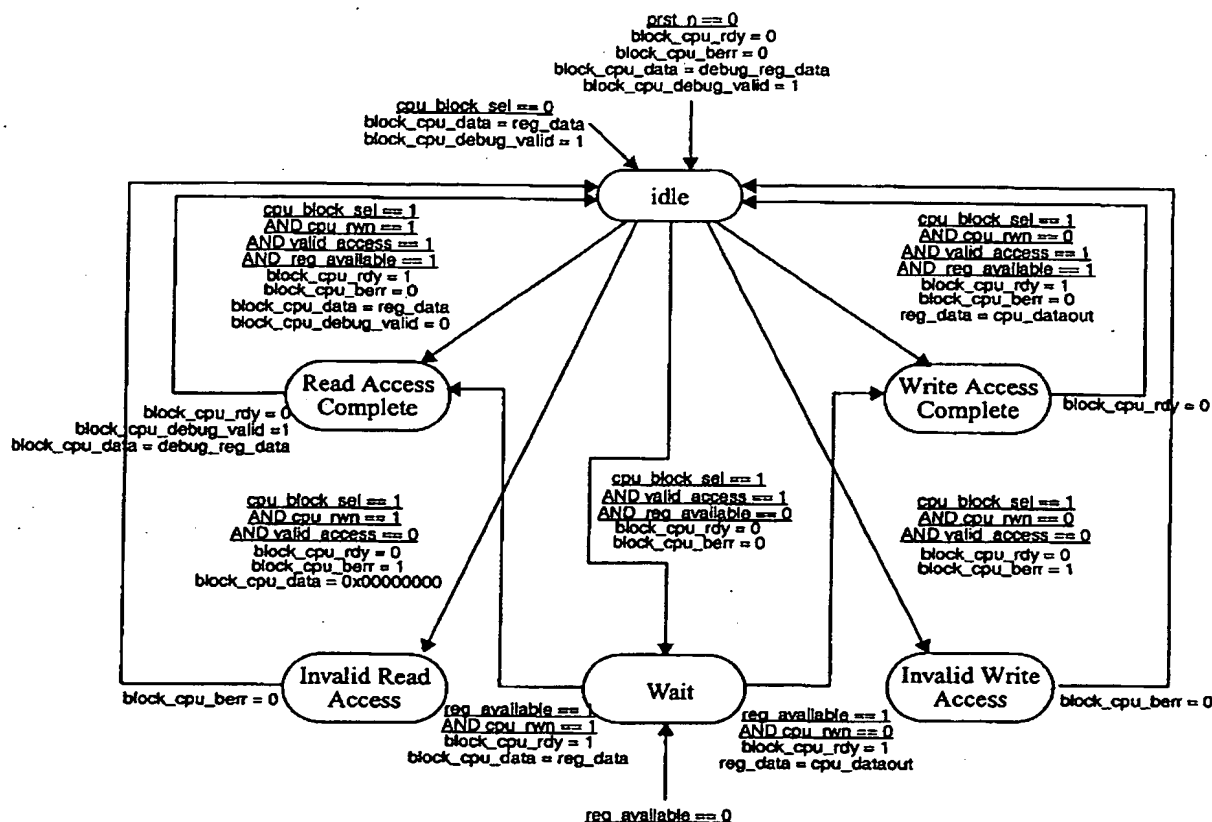 prst_n == 0
block_cpu_rdy = 0
block_cpu_berr = 0
block_cpu_data = debug_reg_data
block_cpu_debug_valid = 1
cpu_block_sel == 0
block_cpu_data = reg_data
block_cpu_debug_valid = 1
idle
cpu_block_sel == 1
AND cpu_rwn == 1
AND valid_access == 1
AND reg_available == 1
block_cpu_rdy = 1
block_cpu_berr = 0
block_cpu_data = reg_data
block_cpu_debug_valid = 0
cpu_block_sel == 1
AND cpu_rwn == 0
AND valid_access == 1
AND reg_available == 1
block_cpu_rdy = 1
block_cpu_berr = 0
reg_data = cpu_dataout
Read Access
Complete
Write Access
Complete
block_cpu_rdy = 0
block_cpu_debug_valid =1
block_cpu_data = debug_reg_data
block_cpu_rdy = 0
cpu_block_sel == 1
AND cpu_rwn == 1
AND valid_access == 0
block_cpu_rdy = 0
block_cpu_berr = 1
block_cpu_data = 0x00000000
cpu_block_sel == 1
AND valid_access == 1
AND reg_available == 0
block_cpu_rdy = 0
block_cpu_berr = 0
cpu_block_sel == 1
AND cpu_rwn == 0
AND valid_access == 0
block_cpu_rdy = 0
block_cpu_berr = 1
Invalid Read
Access
Wait
Invalid Write
Access
block_cpu_berr = 0
block_cpu_berr = 0
reg_available == 1
AND cpu_rwn == 1
block_cpu_rdy = 1
block_cpu_data = reg_data
reg_available == 1
AND cpu_rwn == 0
block_cpu_rdy = 1
reg_data = cpu_dataout
reg_available == 0